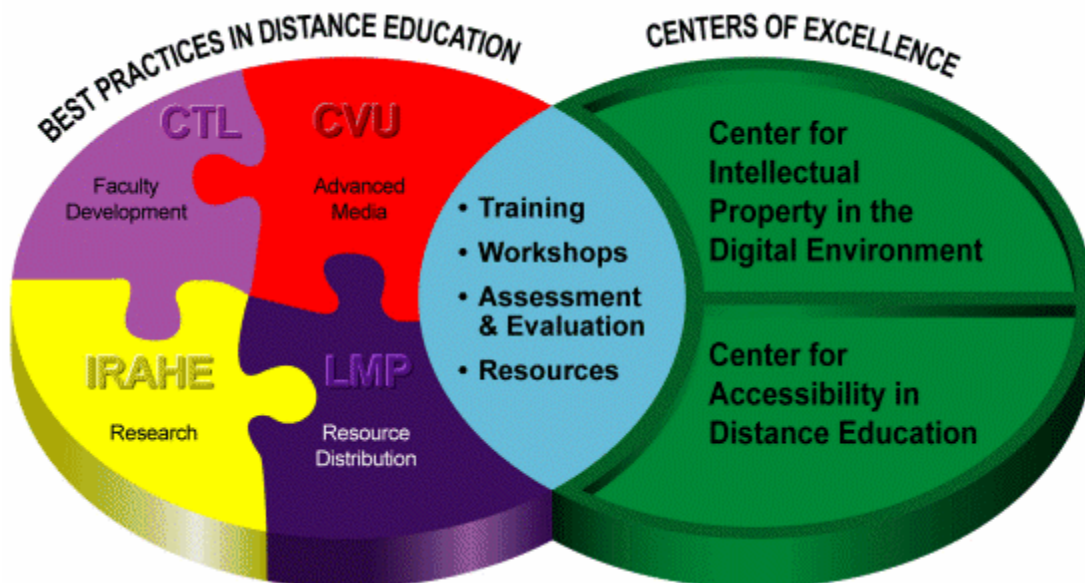 BEST PRACTICES IN DISTANCE EDUCATION
CENTERS OF EXCELLENCE
CTL
Faculty
Development
CVU
Advanced
Media
IRAHE
Research
LMP
Resource
Distribution
• Training
• Workshops
• Assessment
& Evaluation
• Resources
Center for
Intellectual
Property in the
Digital Environment
Center for
Accessibility in
Distance Education